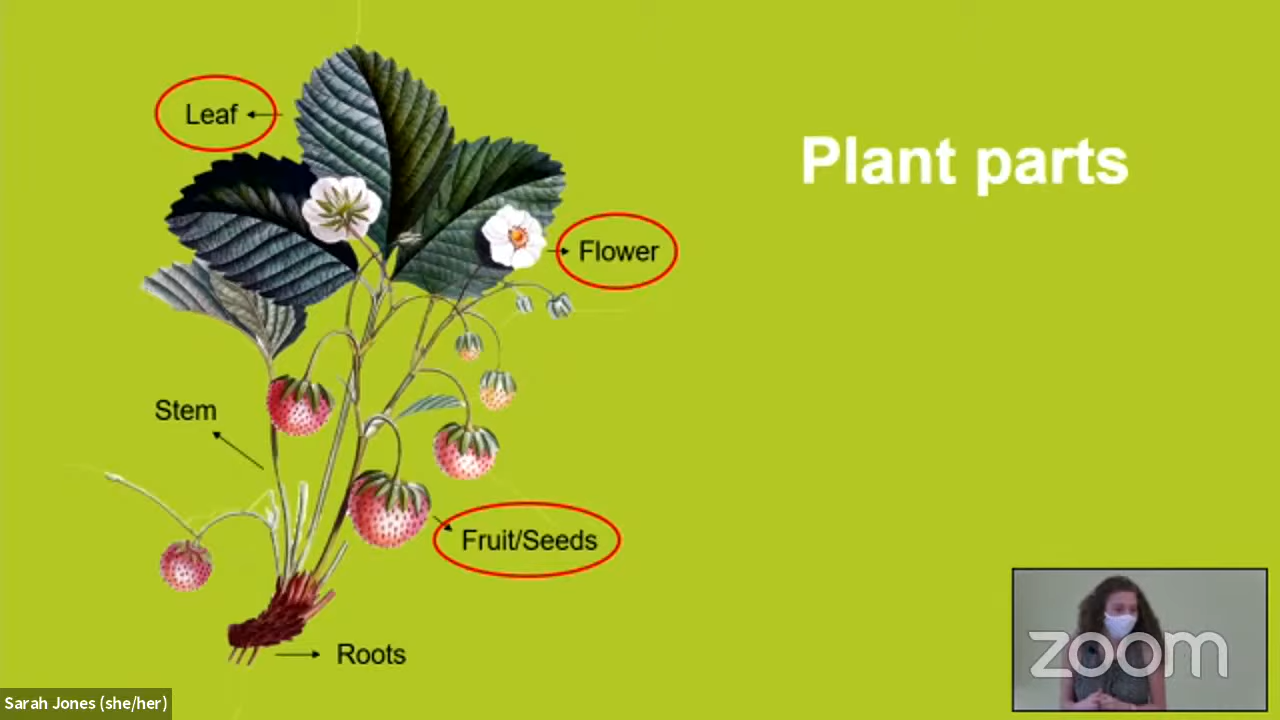 Plant parts
Leaf
Flower
Stem
Fruit/Seeds
Roots
zoom
Sarah Jones (she/her)